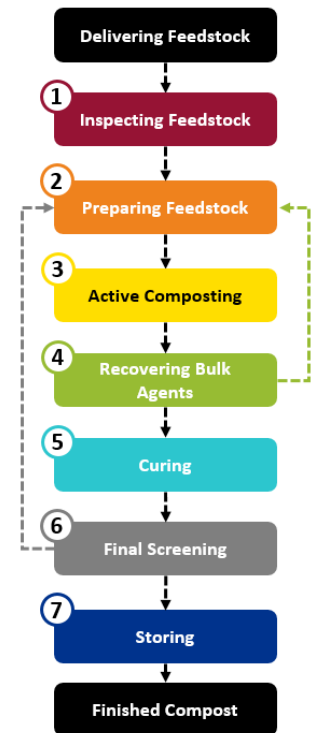 Delivering Feedstock
1
Inspecting Feedstock
2
Preparing Feedstock
3
Active Composting
4
Recovering Bulk
Agents
5
Curing
6
Final Screening
7
Storing
Finished Compost